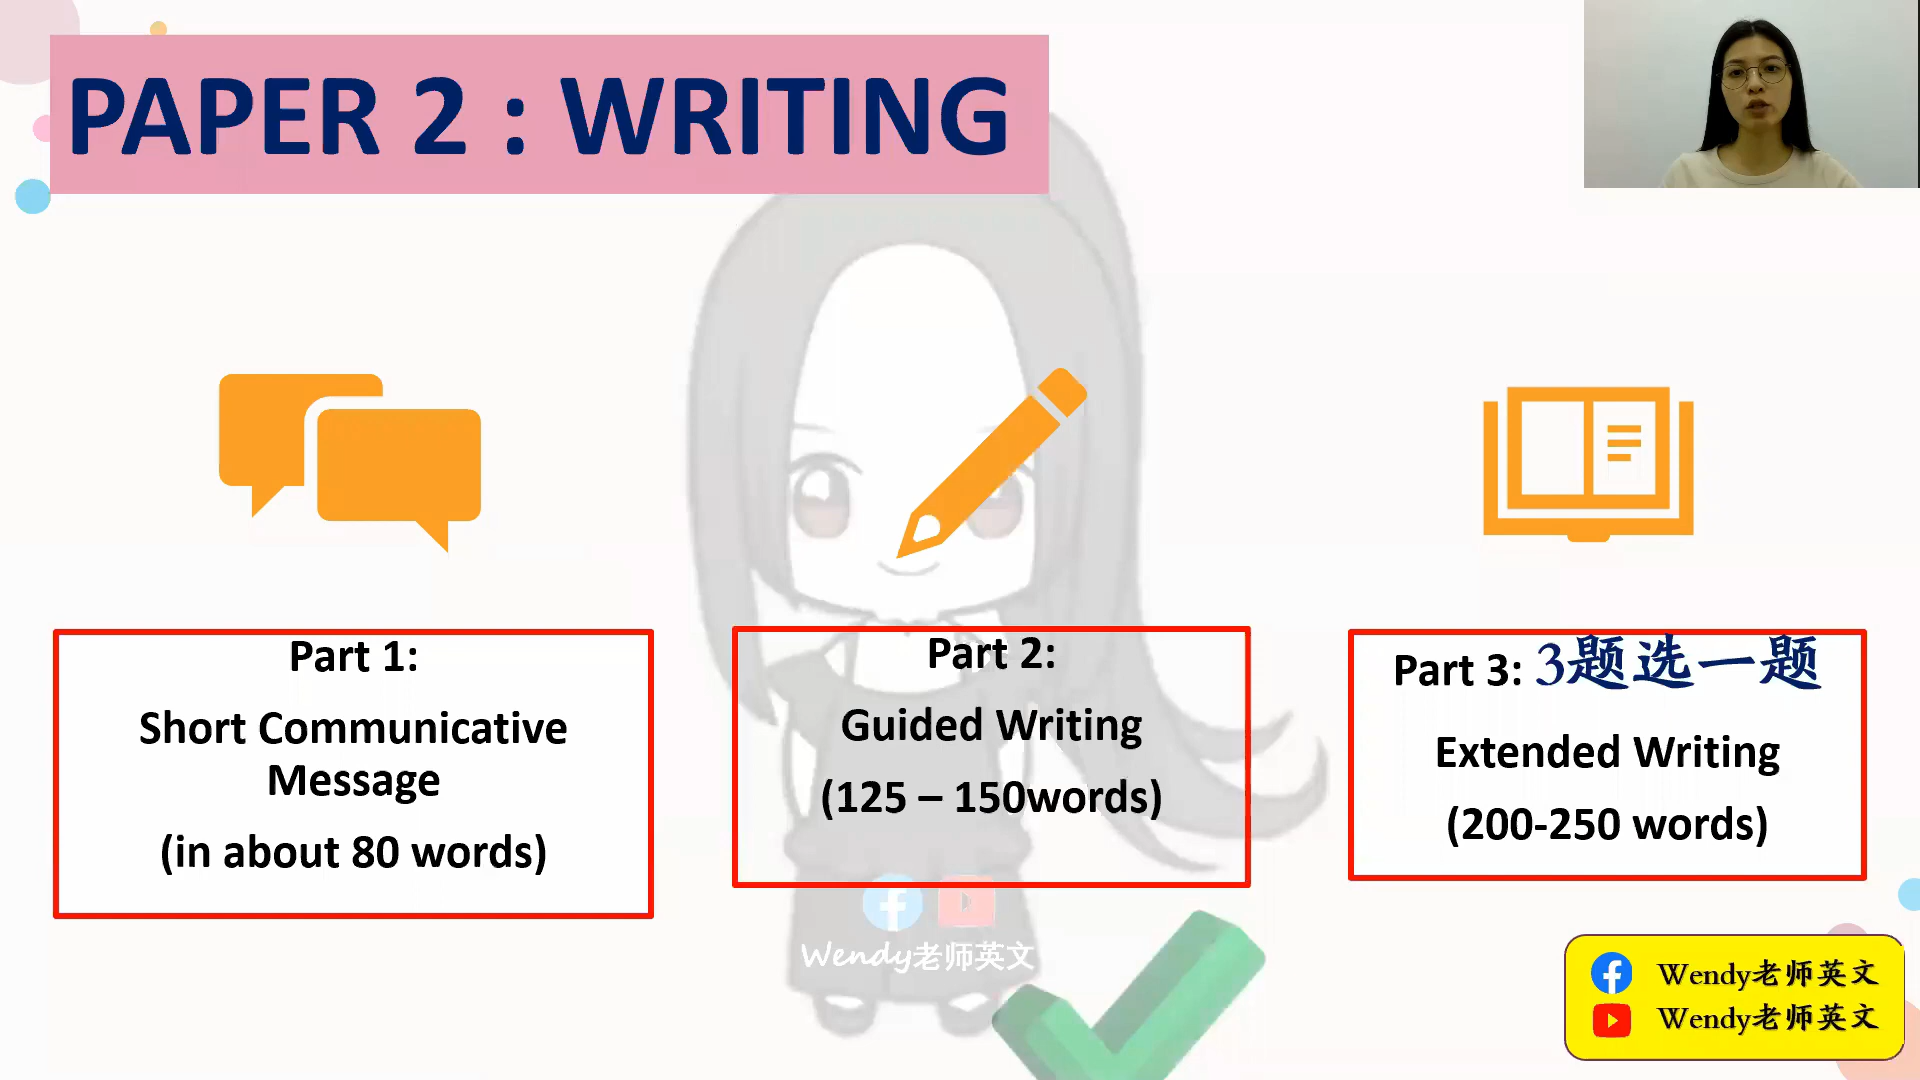 PAPER 2 : WRITING
Part 1:
Short Communicative
Message
(in about 80 words)
Part 2:
Guided Writing
(125 – 150words)
Part 3: 3题选一题
Extended Writing
(200-250 words)
Wendy老师英文
Wendy老师英文
Wendy老师英文